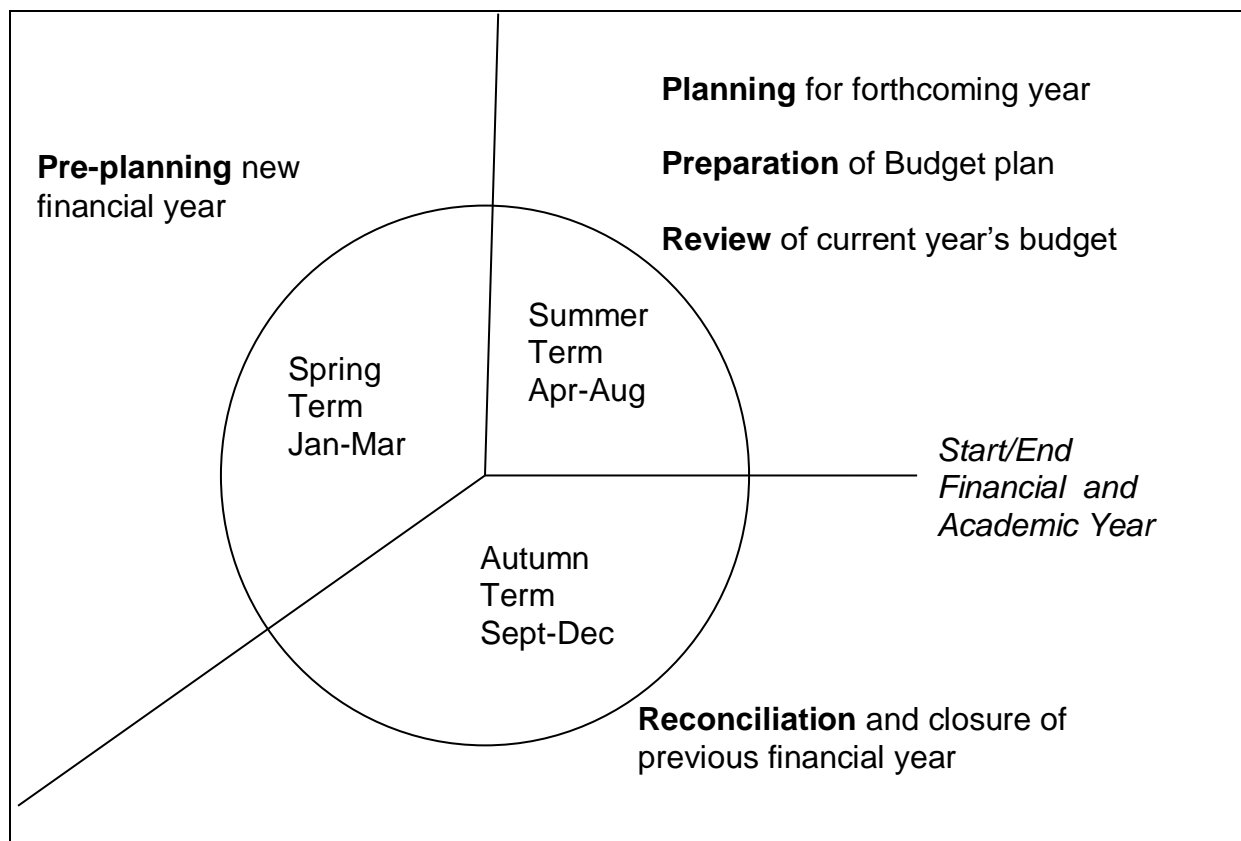 Planning for forthcoming year
Preparation of Budget plan
Review of current year’s budget
Pre-planning new
financial year
Summer
Term
Apr-Aug
Spring
Term
Jan-Mar
Start/End
Financial and
Academic Year
Autumn
Term
Sept-Dec
Reconciliation and closure of
previous financial year